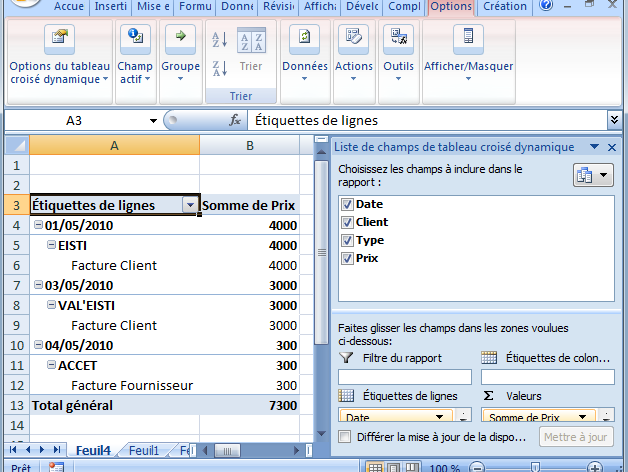 Accue Inserti Mise e Formu Donn Révisi Afficha Dévelo Compl Options Création
Options du tableau croisé dynamique
Champ actif
Groupe
Trier
Données
Actions
Outils
Afficher/Masquer
Trier
A3
fx
Étiquettes de lignes
A B
Liste de champs de tableau croisé dynamique
1
Choisissez les champs à inclure dans le
rapport :
2
3 Étiquettes de lignes Somme de Prix
4 01/05/2010 4000
5 EISTI 4000
6 Facture Client 4000
7 03/05/2010 3000
8 VAL'EISTI 3000
9 Facture Client 3000
10 04/05/2010 300
11 ACCET 300
12 Facture Fournisseur 300
13 Total général 7300
14
Date
Client
Type
Prix
Faites glisser les champs dans les zones voulues
ci-dessous:
Filtre du rapport
Étiquettes de colon...
Étiquettes de lignes
Σ Valeurs
Date
Somme de Prix
Différer la mise à jour de la dispo...
Mettre à jour
Feuil4 Feuil1 Fe
Prêt
100 %